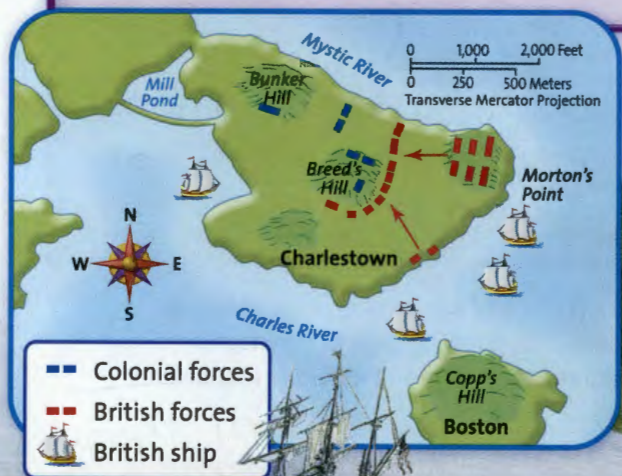 Mystic River
0 1,000 2,000 Feet
0 250 500 Meters
Transverse Mercator Projection
Mill
Pond
Bunker
Hill
Breed's
Hill
Morton's
Point
N
W E
S
Charlestown
Charles River
Copp's
Hill
Boston
Colonial forces
British forces
British ship